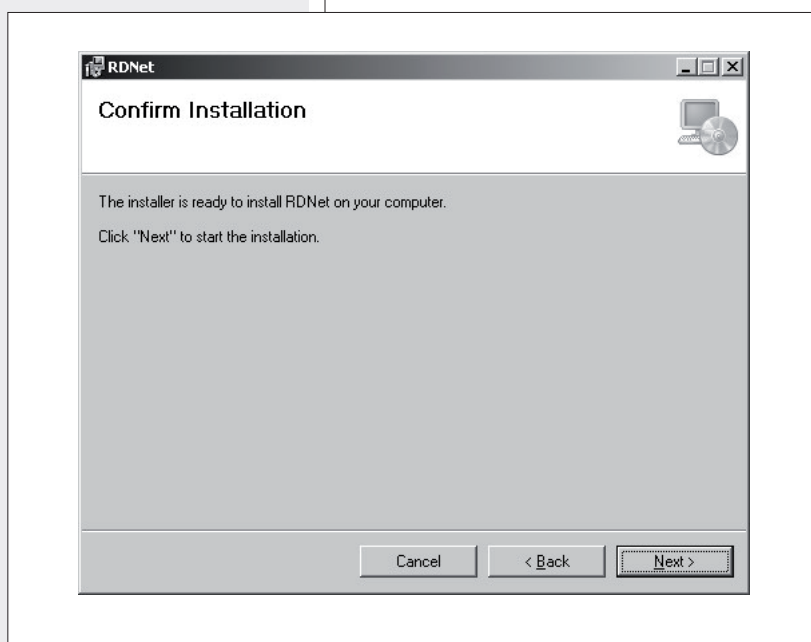 RDNet
Confirm Installation
The installer is ready to install RDNet on your computer.
Click "Next" to start the installation.
Cancel
< Back
Next >